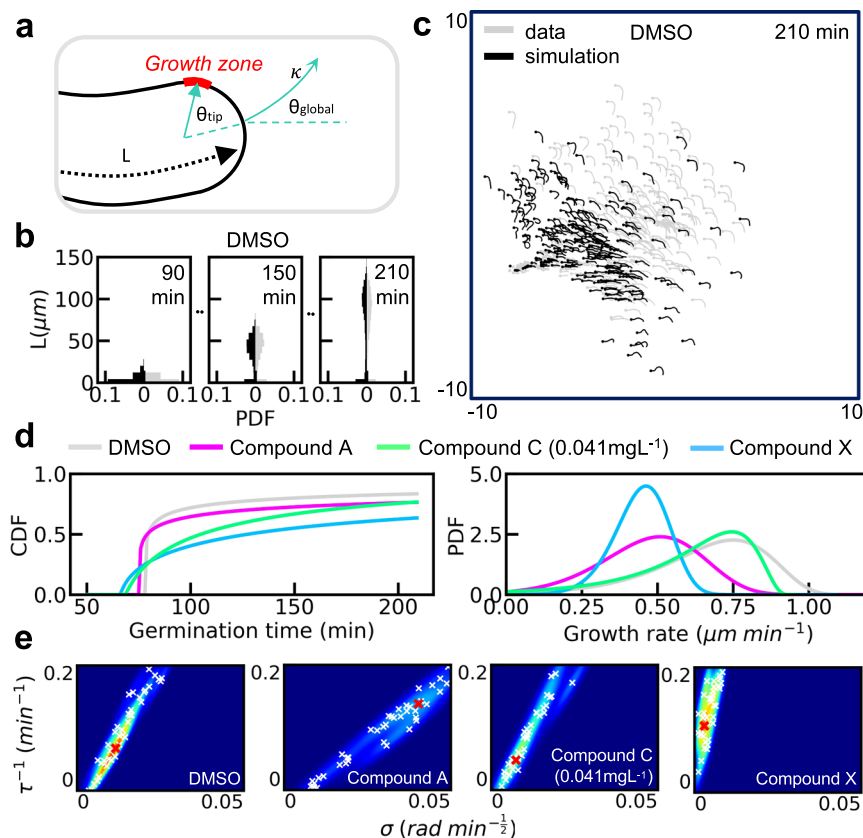 a
Growth zone
κ
θtip
θglobal
L
b
DMSO
150
100
50
0
L(μm)
90
min
150
min
210
min
0.1 0 0.1
0.1 0 0.1
0.1 0 0.1
PDF
c
10
data
simulation
DMSO
210 min
-10
-10
10
d
DMSO
Compound A
Compound C (0.041mgL⁻¹)
Compound X
1.0
0.5
0.0
CDF
50 100 150 200
Germination time (min)
5.0
2.5
0.0
PDF
0.00 0.50 0.75 1.00
Growth rate (μm min⁻¹)
e
0.2
0
τ⁻¹ (min⁻¹)
DMSO
0 0.05
0.2
0
Compound A
0 0.05
0.2
0
Compound C
(0.041mgL⁻¹)
0 0.05
0.2
0
Compound X
0 0.05
σ (rad min^-1/2)